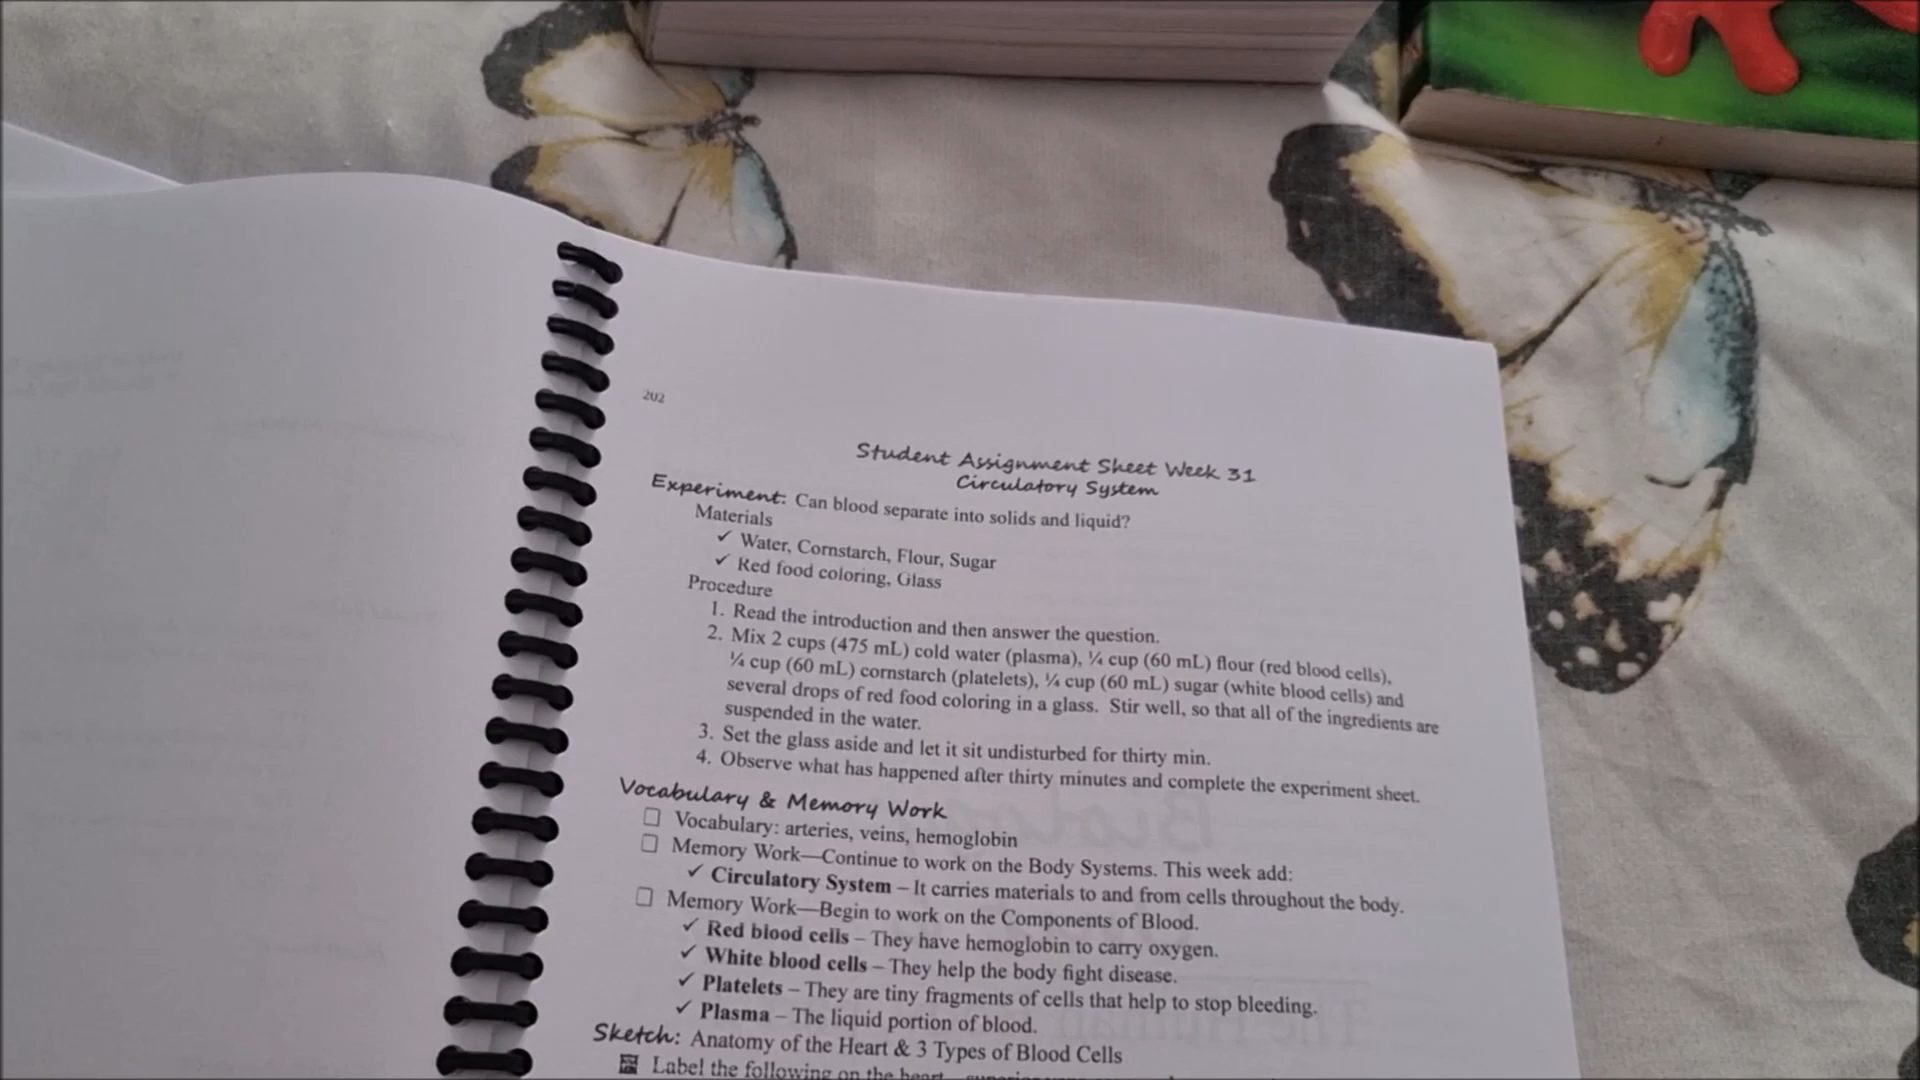 202
Student Assignment Sheet Week 31
Circulatory System
Experiment: Can blood separate into solids and liquid?
Materials
✓ Water, Cornstarch, Flour, Sugar
✓ Red food coloring, Glass
Procedure
1. Read the introduction and then answer the question.
2. Mix 2 cups (475 mL) cold water (plasma), ¼ cup (60 mL) flour (red blood cells),
¼ cup (60 mL) cornstarch (platelets), ¼ cup (60 mL) sugar (white blood cells) and
several drops of red food coloring in a glass. Stir well, so that all of the ingredients are
suspended in the water.
3. Set the glass aside and let it sit undisturbed for thirty min.
4. Observe what has happened after thirty minutes and complete the experiment sheet.
Vocabulary & Memory Work
☐ Vocabulary: arteries, veins, hemoglobin
☐ Memory Work—Continue to work on the Body Systems. This week add:
✓ Circulatory System – It carries materials to and from cells throughout the body.
☐ Memory Work—Begin to work on the Components of Blood.
✓ Red blood cells – They have hemoglobin to carry oxygen.
✓ White blood cells – They help the body fight disease.
✓ Platelets – They are tiny fragments of cells that help to stop bleeding.
✓ Plasma – The liquid portion of blood.
Sketch: Anatomy of the Heart & 3 Types of Blood Cells
Label the following on the heart